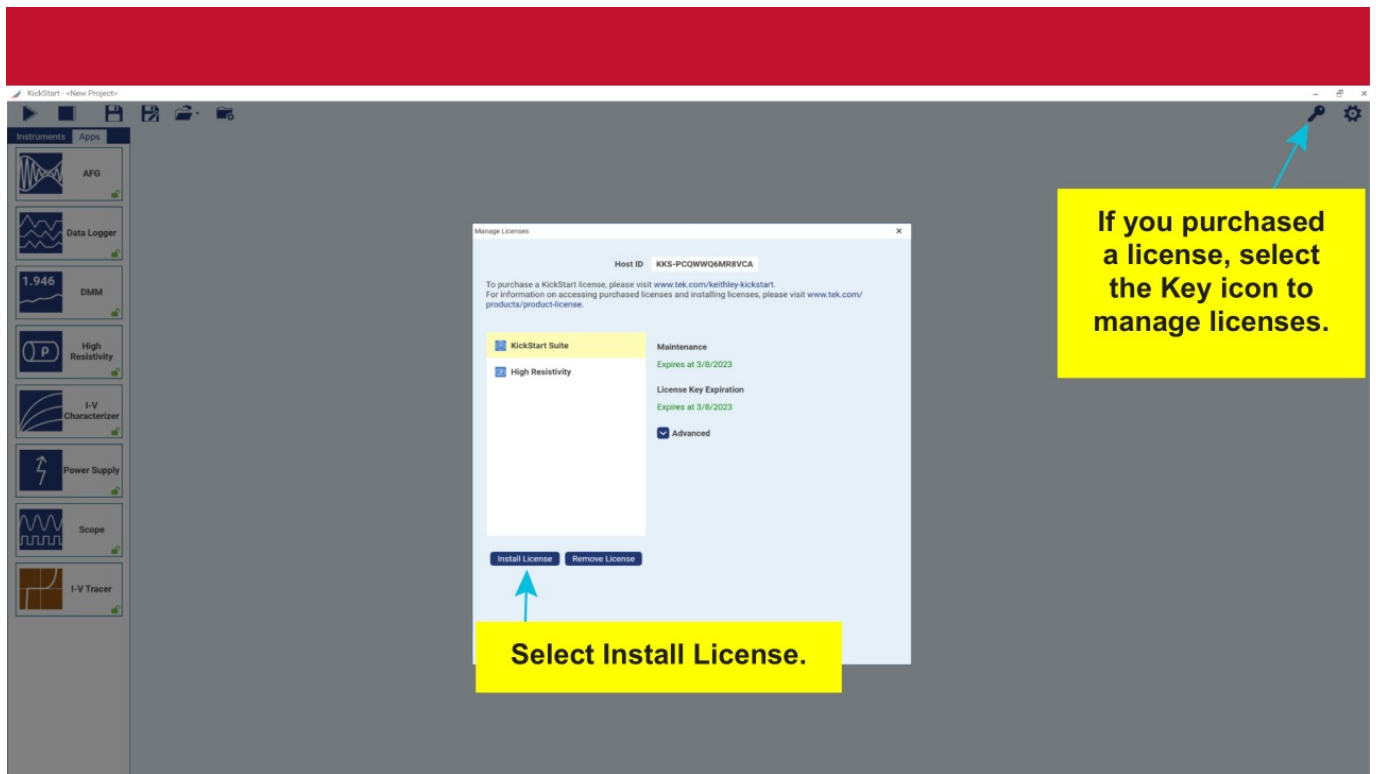 KickStart - <New Project>
Instruments Apps
AFG
Data Logger
1.946
DMM
P
High
Resistivity
I-V
Characterizer
Power Supply
Scope
I-V Tracer
If you purchased
a license, select
the Key icon to
manage licenses.
Manage Licenses
Host ID KKS-PCQWWQ6MR8VCA
To purchase a KickStart license, please visit www.tek.com/keithley-kickstart.
For information on accessing purchased licenses and installing licenses, please visit www.tek.com/
products/product-license.
KickStart Suite
High Resistivity
Maintenance
Expires at 3/8/2023
License Key Expiration
Expires at 3/8/2023
Advanced
Install License Remove License
Select Install License.